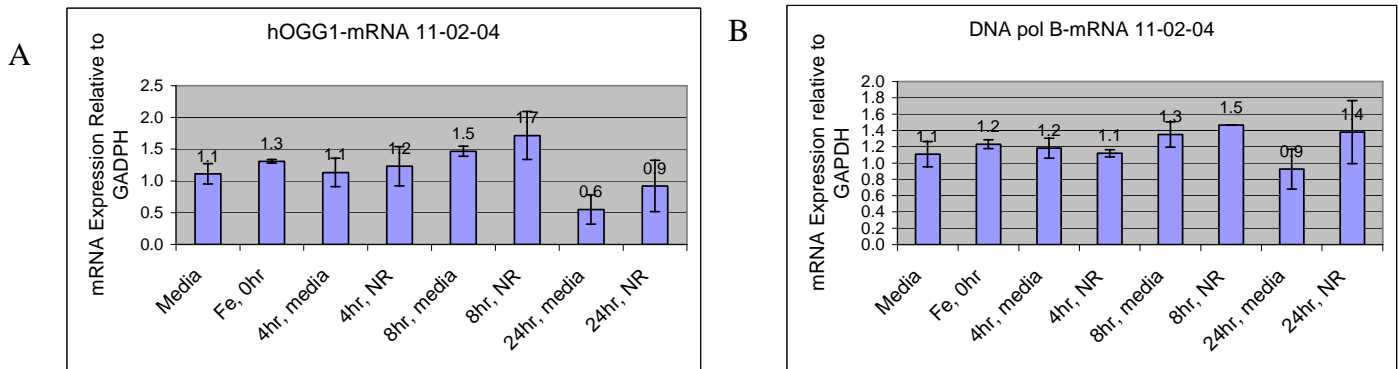 A
hOGG1-mRNA 11-02-04
mRNA Expression Relative to
GADPH
2.5
2.0
1.5
1.0
0.5
0.0
1.1
1.3
1.1
1.2
1.5
1.7
0.6
0.9
Media
Fe, 0hr
4hr, media
4hr, NR
8hr, media
8hr, NR
24hr, media
24hr, NR
B
DNA pol B-mRNA 11-02-04
mRNA Expression relative to
GAPDH
2.0
1.8
1.6
1.4
1.2
1.0
0.8
0.6
0.4
0.2
0.0
1.1
1.2
1.2
1.1
1.3
1.5
0.9
1.4
Media
Fe, 0hr
4hr, media
4hr, NR
8hr, media
8hr, NR
24hr, media
24hr, NR